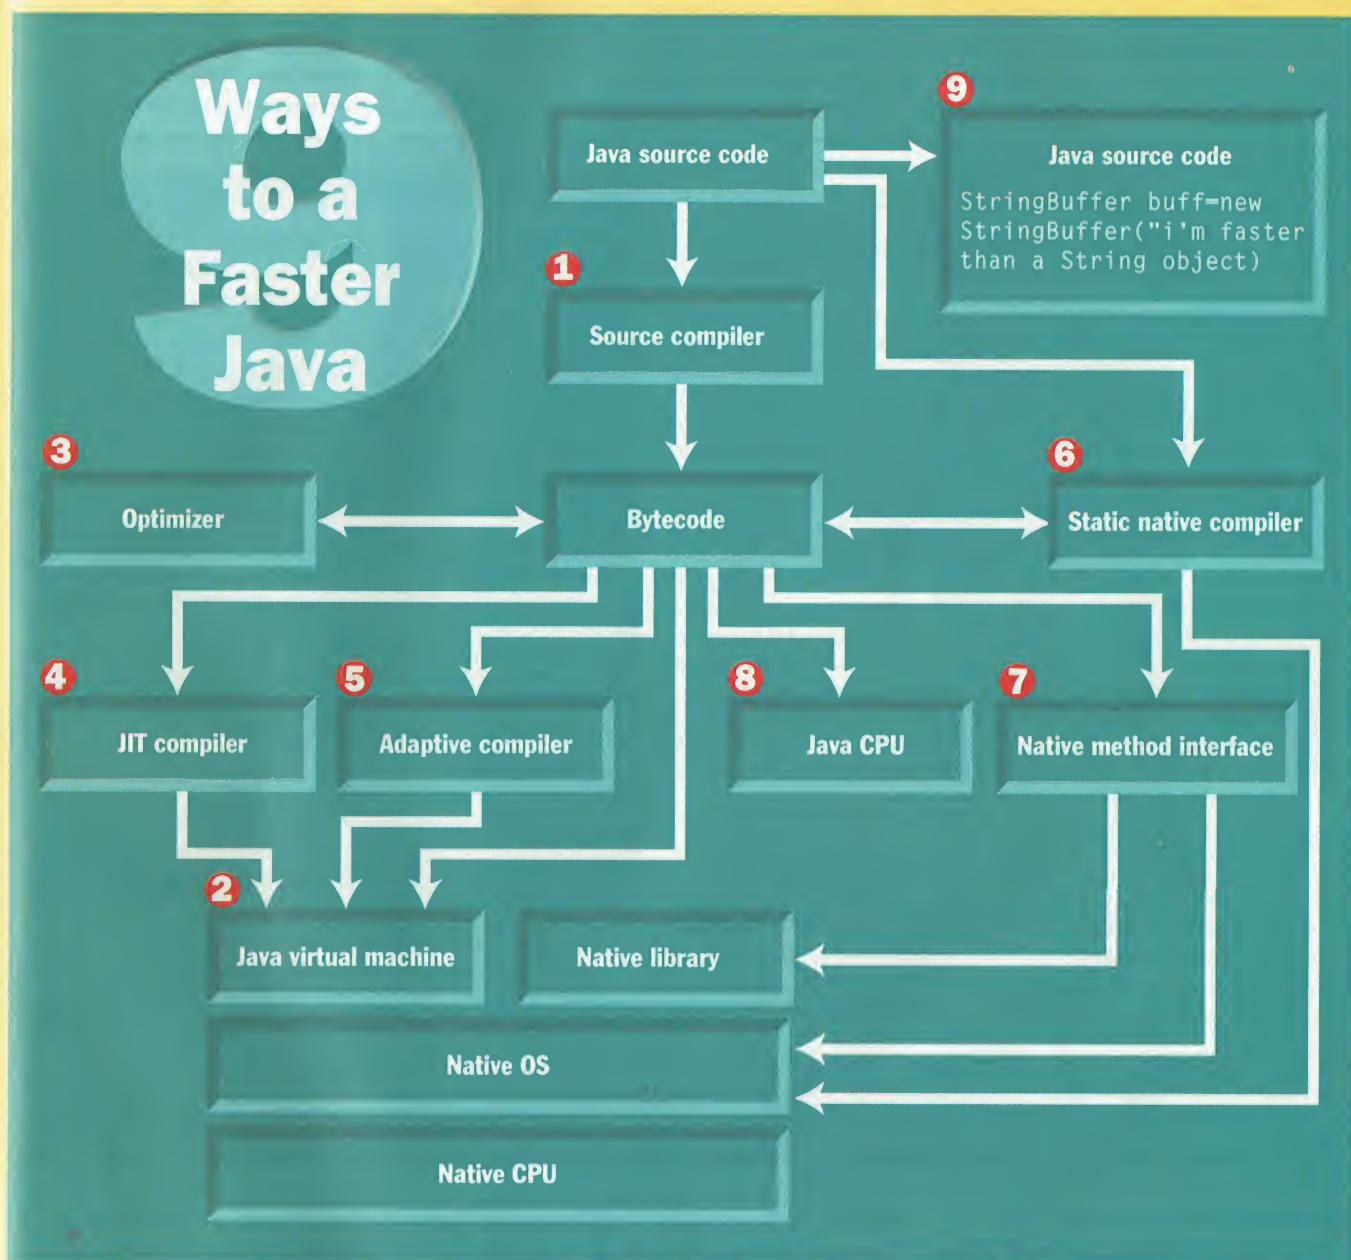 9
Ways
to a
Faster
Java
Java source code
9
Java source code
StringBuffer buff=new
StringBuffer("i'm faster
than a String object)
1
Source compiler
3
Optimizer
Bytecode
6
Static native compiler
4
JIT compiler
5
Adaptive compiler
8
Java CPU
7
Native method interface
2
Java virtual machine
Native library
Native OS
Native CPU